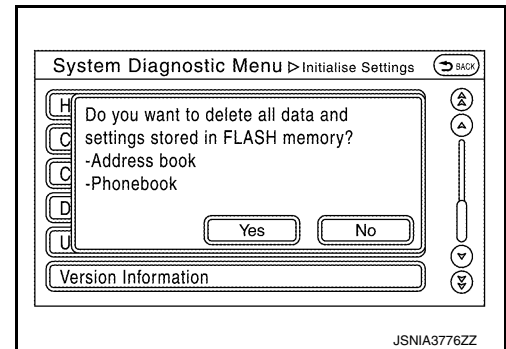 System Diagnostic Menu ▷ Initialise Settings
BACK
H
Do you want to delete all data and
C
settings stored in FLASH memory?
-Address book
C
-Phonebook
D
Yes No
U
Version Information
JSNIA3776ZZ